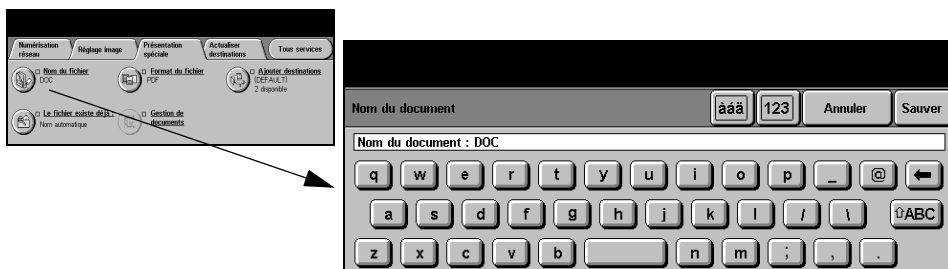 Numérisation réseau
Réglage image
Présentation spéciale
Actualiser destinations
Tous services
Nom du fichier
DOC
Format du fichier
PDF
Ajouter destinations
(DEFAULT)
2 disponible
Le fichier existe déjà :
Nom automatique
Gestion de documents
Nom du document
àáä
123
Annuler
Sauver
Nom du document : DOC
q w e r t y u i o p _ @ ←
a s d f g h j k l / \ ⇧ABC
z x c v b n m ; , .